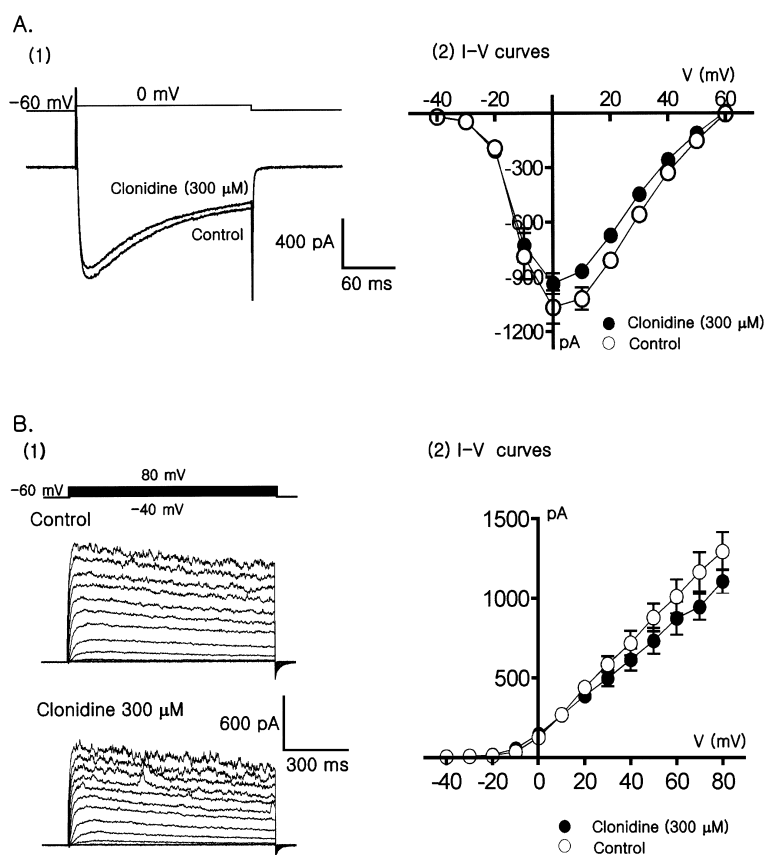 A.
(1)
-60 mV
0 mV
Clonidine (300 μM)
Control
400 pA
60 ms
(2) I-V curves
V (mV)
-40 -20 20 40 60
-300
-600
-900
-1200
pA
Clonidine (300 μM)
Control
B.
(1)
80 mV
-60 mV
-40 mV
Control
Clonidine 300 μM
600 pA
300 ms
(2) I-V curves
1500
pA
1000
500
V (mV)
-40 -20 0 20 40 60 80
Clonidine (300 μM)
Control